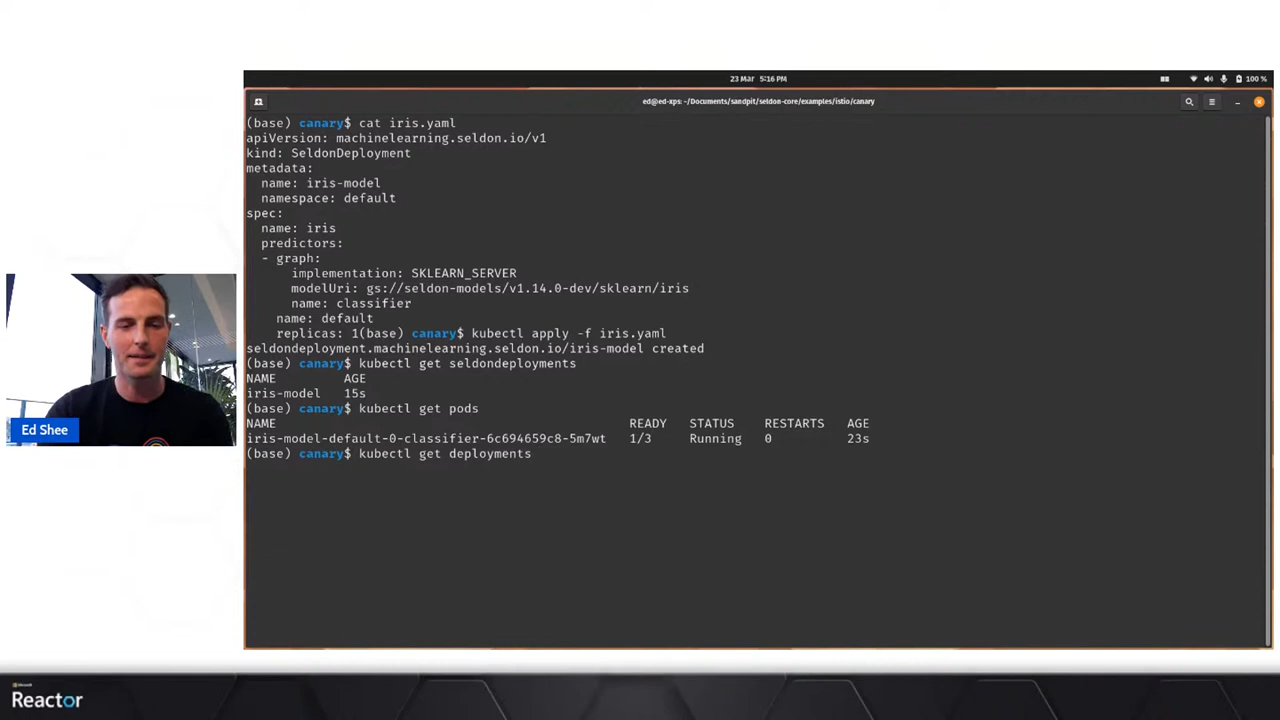 23 Mar 5:16 PM
100 %
ed@ed-xps: ~/Documents/sandpit/seldon-core/examples/istio/canary
(base) canary$ cat iris.yaml
apiVersion: machinelearning.seldon.io/v1
kind: SeldonDeployment
metadata:
  name: iris-model
  namespace: default
spec:
  name: iris
  predictors:
  - graph:
      implementation: SKLEARN_SERVER
      modelUri: gs://seldon-models/v1.14.0-dev/sklearn/iris
      name: classifier
    name: default
    replicas: 1(base) canary$ kubectl apply -f iris.yaml
seldondeployment.machinelearning.seldon.io/iris-model created
(base) canary$ kubectl get seldondeployments
NAME         AGE
iris-model   15s
(base) canary$ kubectl get pods
NAME                                               READY   STATUS    RESTARTS   AGE
iris-model-default-0-classifier-6c694659c8-5m7wt   1/3     Running   0          23s
(base) canary$ kubectl get deployments
Ed Shee
Microsoft
Reactor